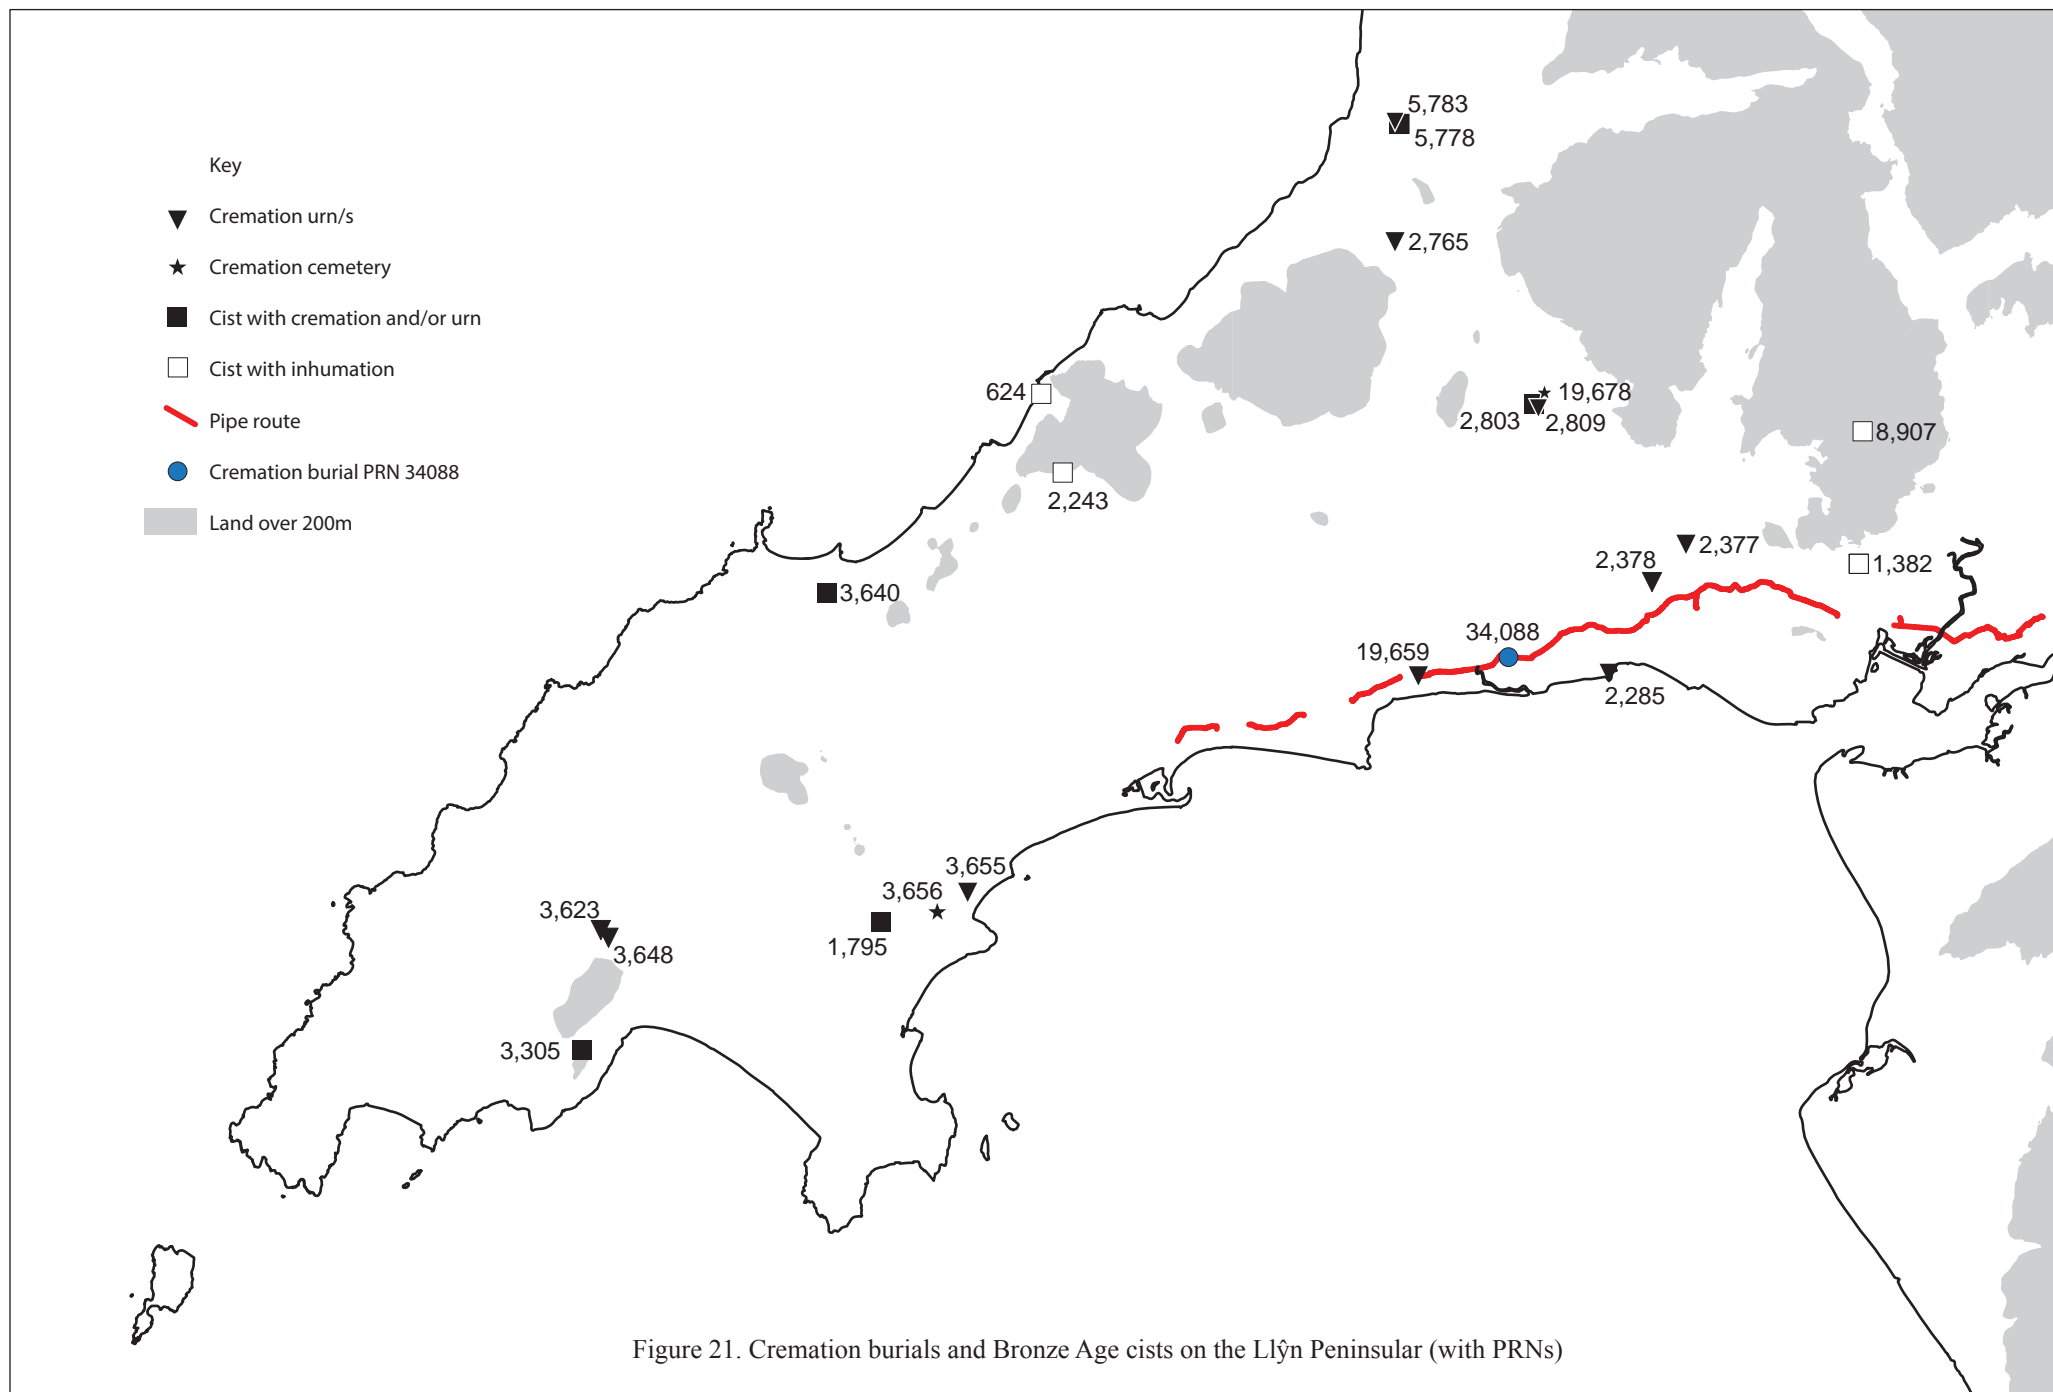 Key
Cremation urn/s
Cremation cemetery
Cist with cremation and/or urn
Cist with inhumation
Pipe route
Cremation burial PRN 34088
Land over 200m
5,783
5,778
2,765
624
2,243
19,678
2,803
2,809
8,907
2,377
2,378
1,382
3,640
34,088
19,659
2,285
3,655
3,656
1,795
3,623
3,648
3,305
Figure 21. Cremation burials and Bronze Age cists on the Llŷn Peninsular (with PRNs)